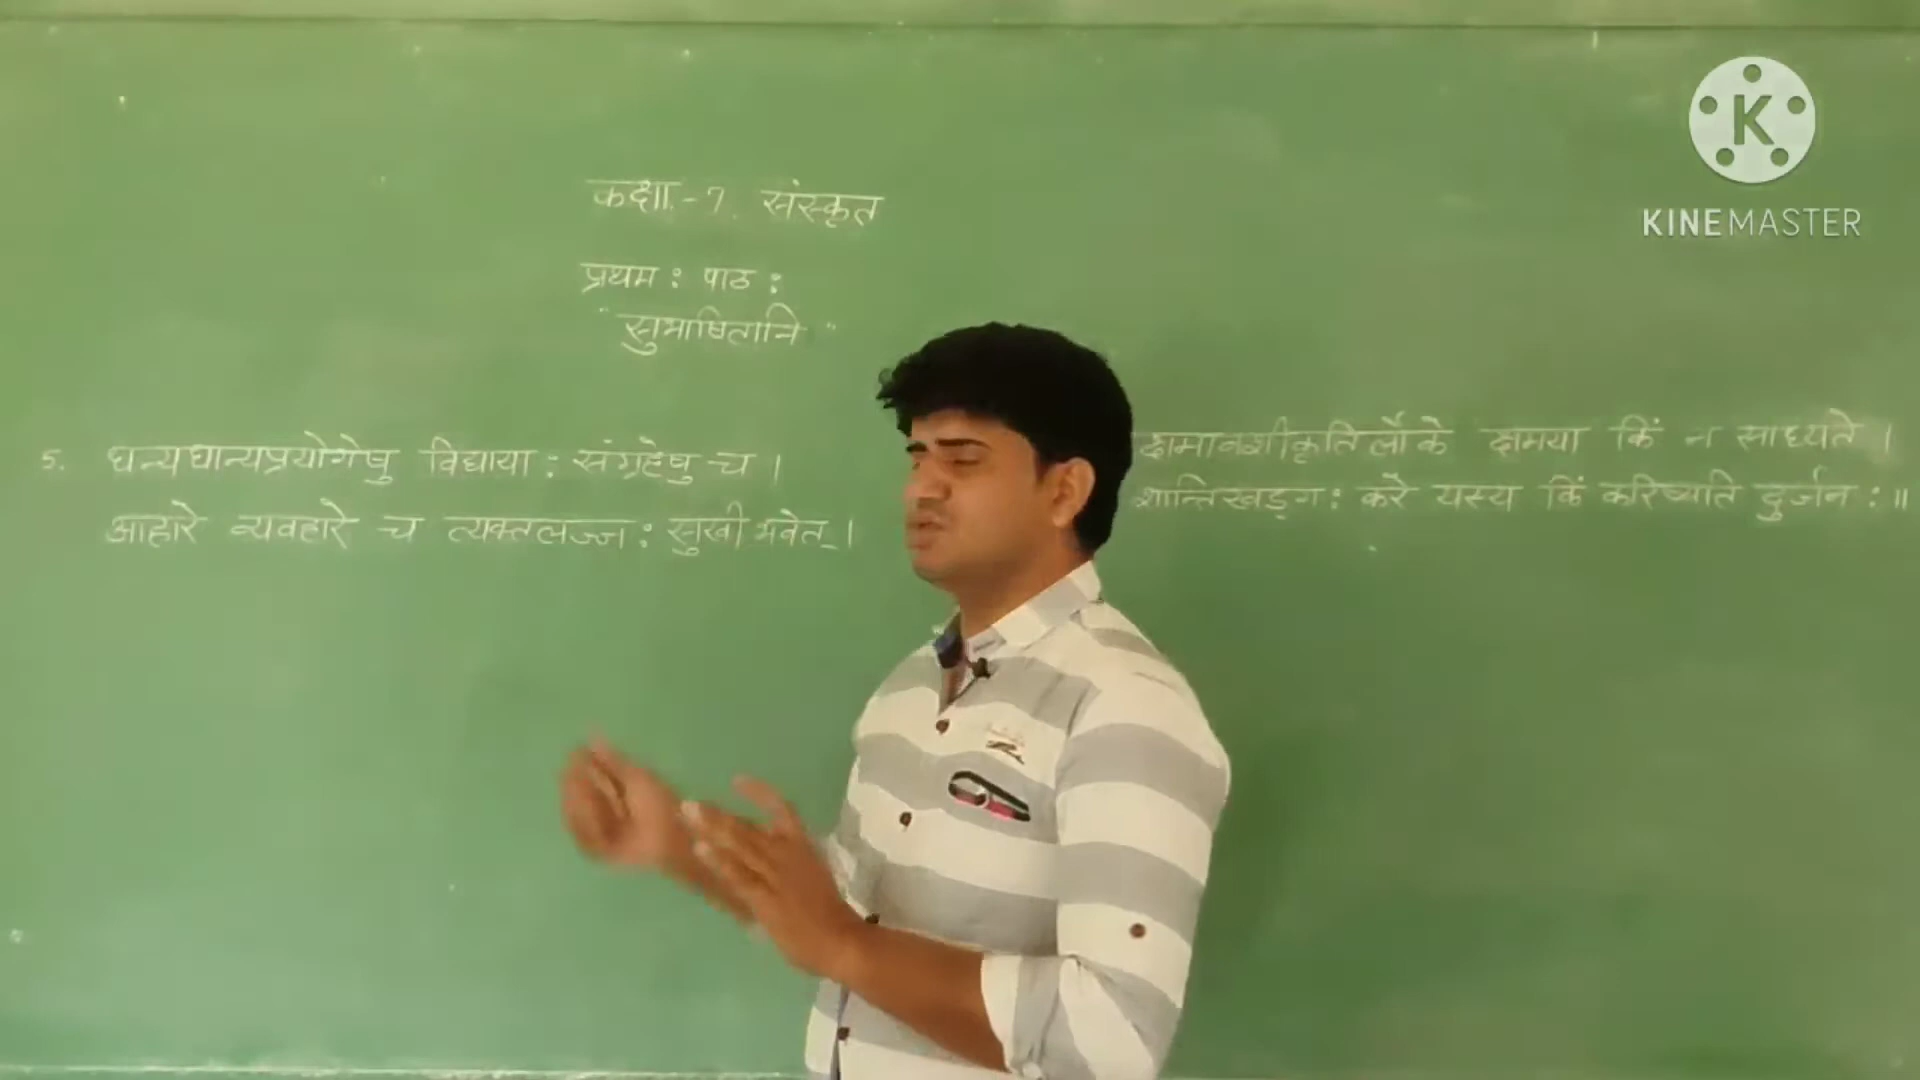 कक्षा.-7. संस्कृत
प्रथम : पाठ :
"सुभाषितानि"
5. धन्यधान्यप्रयोगेषु विद्याया : संग्रहेषु च ।
आहारे व्यवहारे च त्यक्तलज्ज : सुखी भवेत् ।
क्षमावशीकृतिर्लोके क्षमया किं न साध्यते ।
शान्तिखड्ग : करे यस्य किं करिष्यति दुर्जन : ॥
K
KINEMASTER